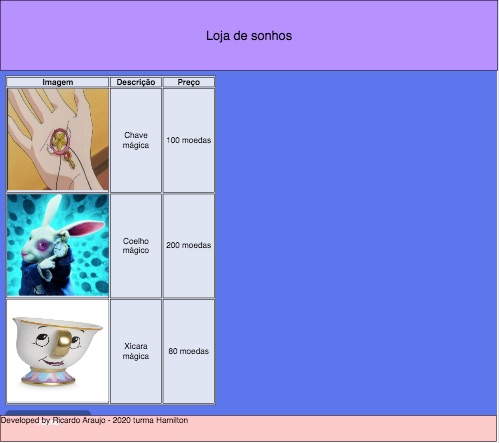 Loja de sonhos
Imagem Descrição Preço
Chave
mágica
100 moedas
Coelho
mágico
200 moedas
Xicara
mágica
80 moedas
Developed by Ricardo Araujo - 2020 turma Hamilton